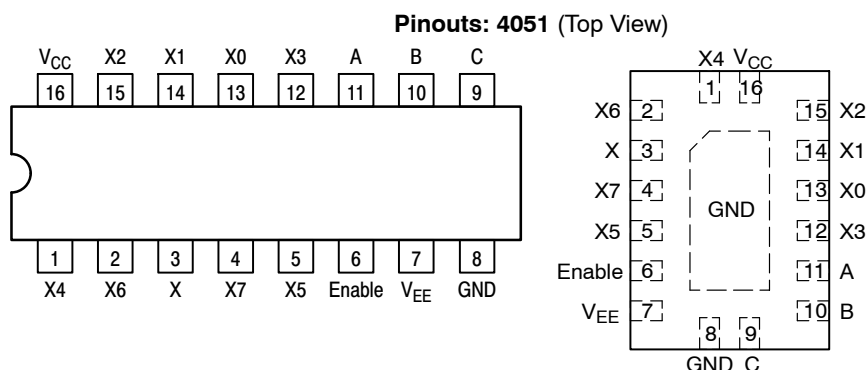 Pinouts: 4051 (Top View)
VCC X2 X1 X0 X3 A B C
16 15 14 13 12 11 10 9
1 2 3 4 5 6 7 8
X4 X6 X X7 X5 Enable VEE GND
X4 VCC
1 16
X6 2 15 X2
X 3 14 X1
X7 4 13 X0
GND
X5 5 12 X3
Enable 6 11 A
VEE 7 10 B
8 9
GND C